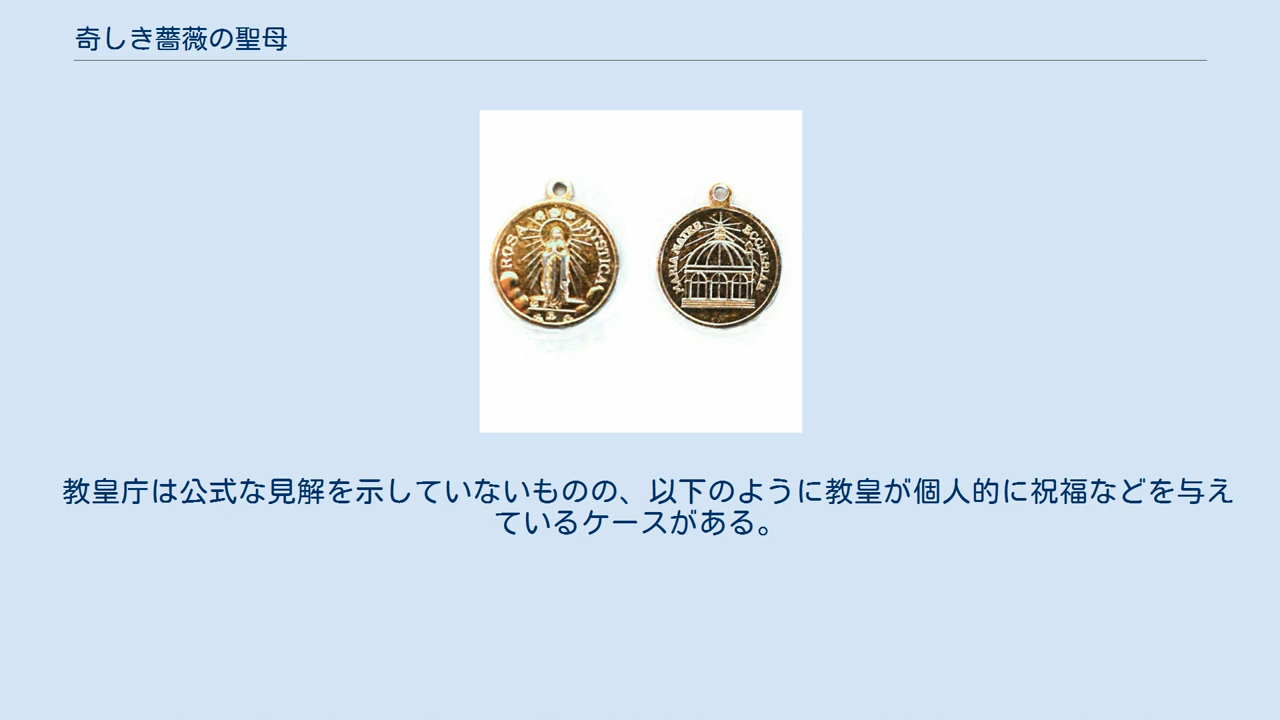 奇しき薔薇の聖母
ROSA MYSTICA
MARIA MATER ECCLESIAE
教皇庁は公式な見解を示していないものの、以下のように教皇が個人的に祝福などを与え
ているケースがある。